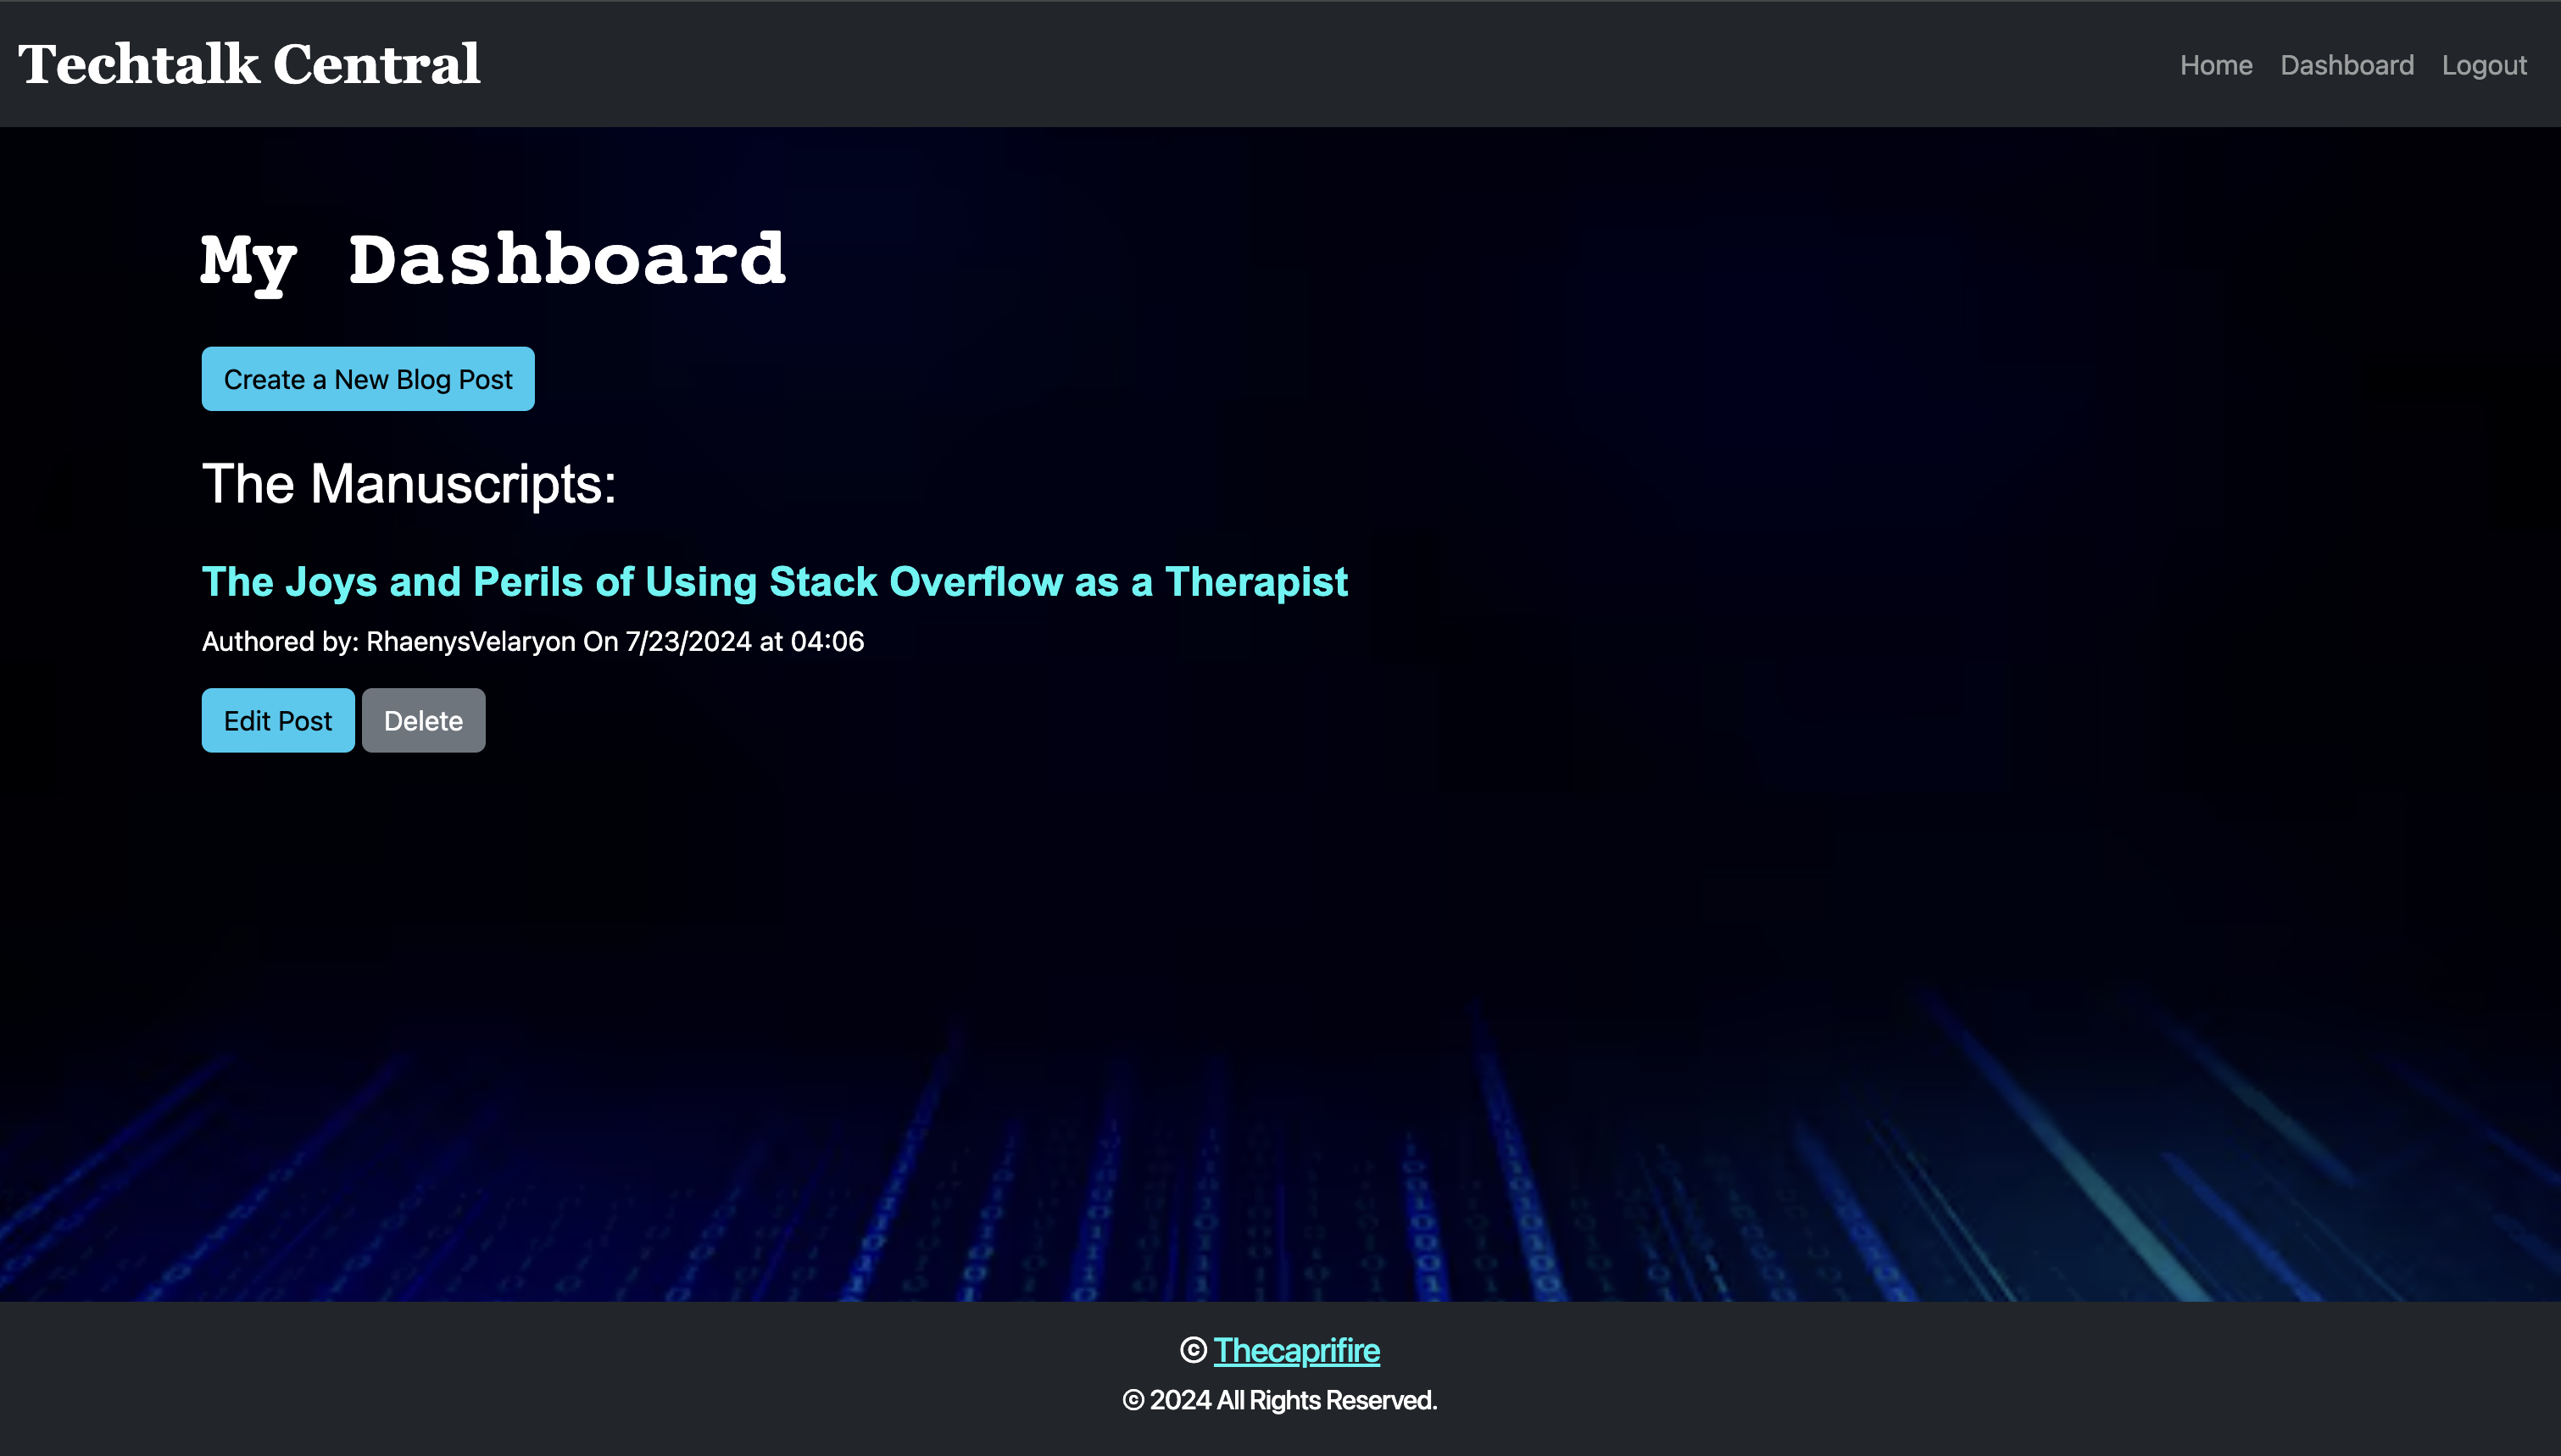 Techtalk Central
Home Dashboard Logout
My Dashboard
Create a New Blog Post
The Manuscripts:
The Joys and Perils of Using Stack Overflow as a Therapist
Authored by: RhaenysVelaryon On 7/23/2024 at 04:06
Edit Post Delete
© Thecaprifire
© 2024 All Rights Reserved.